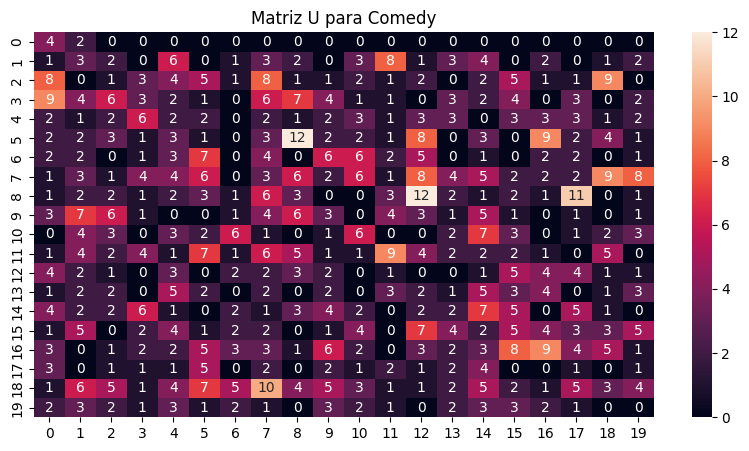 Matriz U para Comedy
0 4 2 0 0 0 0 0 0 0 0 0 0 0 0 0 0 0 0 0 0
1 1 3 2 0 6 0 1 3 2 0 3 8 1 3 4 0 2 0 1 2
2 8 0 1 3 4 5 1 8 1 1 2 1 2 0 2 5 1 1 9 0
3 9 4 6 3 2 1 0 6 7 4 1 1 0 3 2 4 0 3 0 2
4 2 1 2 6 2 2 0 2 1 2 3 1 3 3 0 3 3 3 1 2
5 2 2 3 1 3 1 0 3 12 2 2 1 8 0 3 0 9 2 4 1
6 2 2 0 1 3 7 0 4 0 6 6 2 5 0 1 0 2 2 0 1
7 1 3 1 4 4 6 0 3 6 2 6 1 8 4 5 2 2 2 9 8
8 1 2 2 1 2 3 1 6 3 0 0 3 12 2 1 2 1 11 0 1
9 3 7 6 1 0 0 1 4 6 3 0 4 3 1 5 1 0 1 0 1
10 0 4 3 0 3 2 6 1 0 1 6 0 0 2 7 3 0 1 2 3
11 1 4 2 4 1 7 1 6 5 1 1 9 4 2 2 2 1 0 5 0
12 4 2 1 0 3 0 2 2 3 2 0 1 0 0 1 5 4 4 1 1
13 1 2 2 0 5 2 0 2 0 2 0 3 2 1 5 3 4 0 1 3
14 4 2 2 6 1 0 2 1 3 4 2 0 2 2 7 5 0 5 1 0
15 1 5 0 2 4 1 2 2 0 1 4 0 7 4 2 5 4 3 3 5
16 3 0 1 2 2 5 3 3 1 6 2 0 3 2 3 8 9 4 5 1
17 3 0 1 1 1 5 0 2 0 2 1 2 1 2 4 0 0 1 0 1
18 1 6 5 1 4 7 5 10 4 5 3 1 1 2 5 2 1 5 3 4
19 2 3 2 1 3 1 2 1 0 3 2 1 0 2 3 3 2 1 0 0
0 1 2 3 4 5 6 7 8 9 10 11 12 13 14 15 16 17 18 19
12
10
8
6
4
2
0